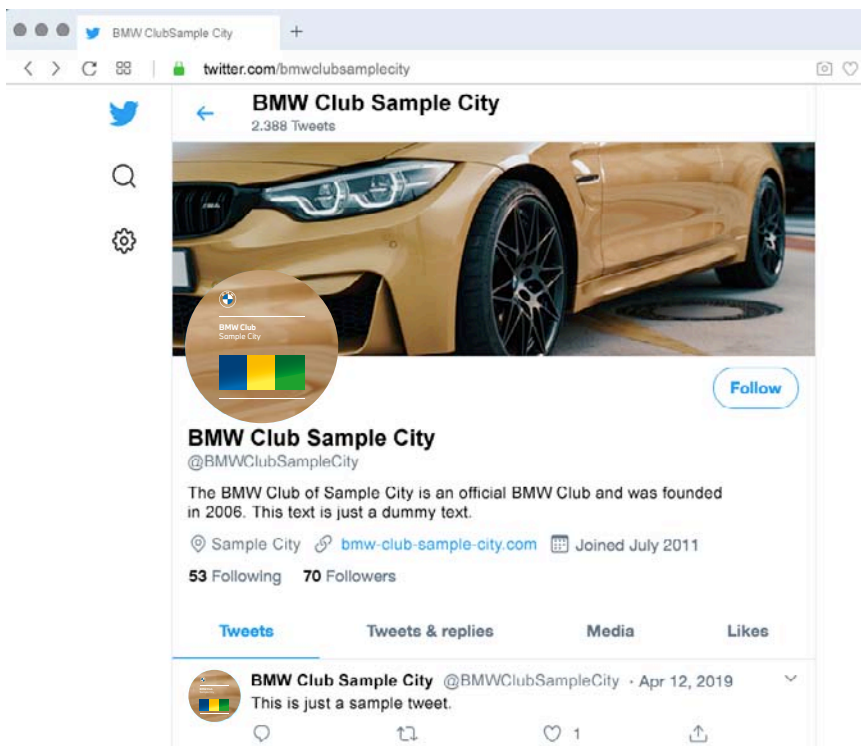 BMW ClubSample City
twitter.com/bmwclubsamplecity
BMW Club Sample City
2.388 Tweets
BMW Club
Sample City
Follow
BMW Club Sample City
@BMWClubSampleCity
The BMW Club of Sample City is an official BMW Club and was founded
in 2006. This text is just a dummy text.
Sample City bmw-club-sample-city.com Joined July 2011
53 Following 70 Followers
Tweets Tweets & replies Media Likes
BMW Club Sample City @BMWClubSampleCity · Apr 12, 2019
This is just a sample tweet.
1